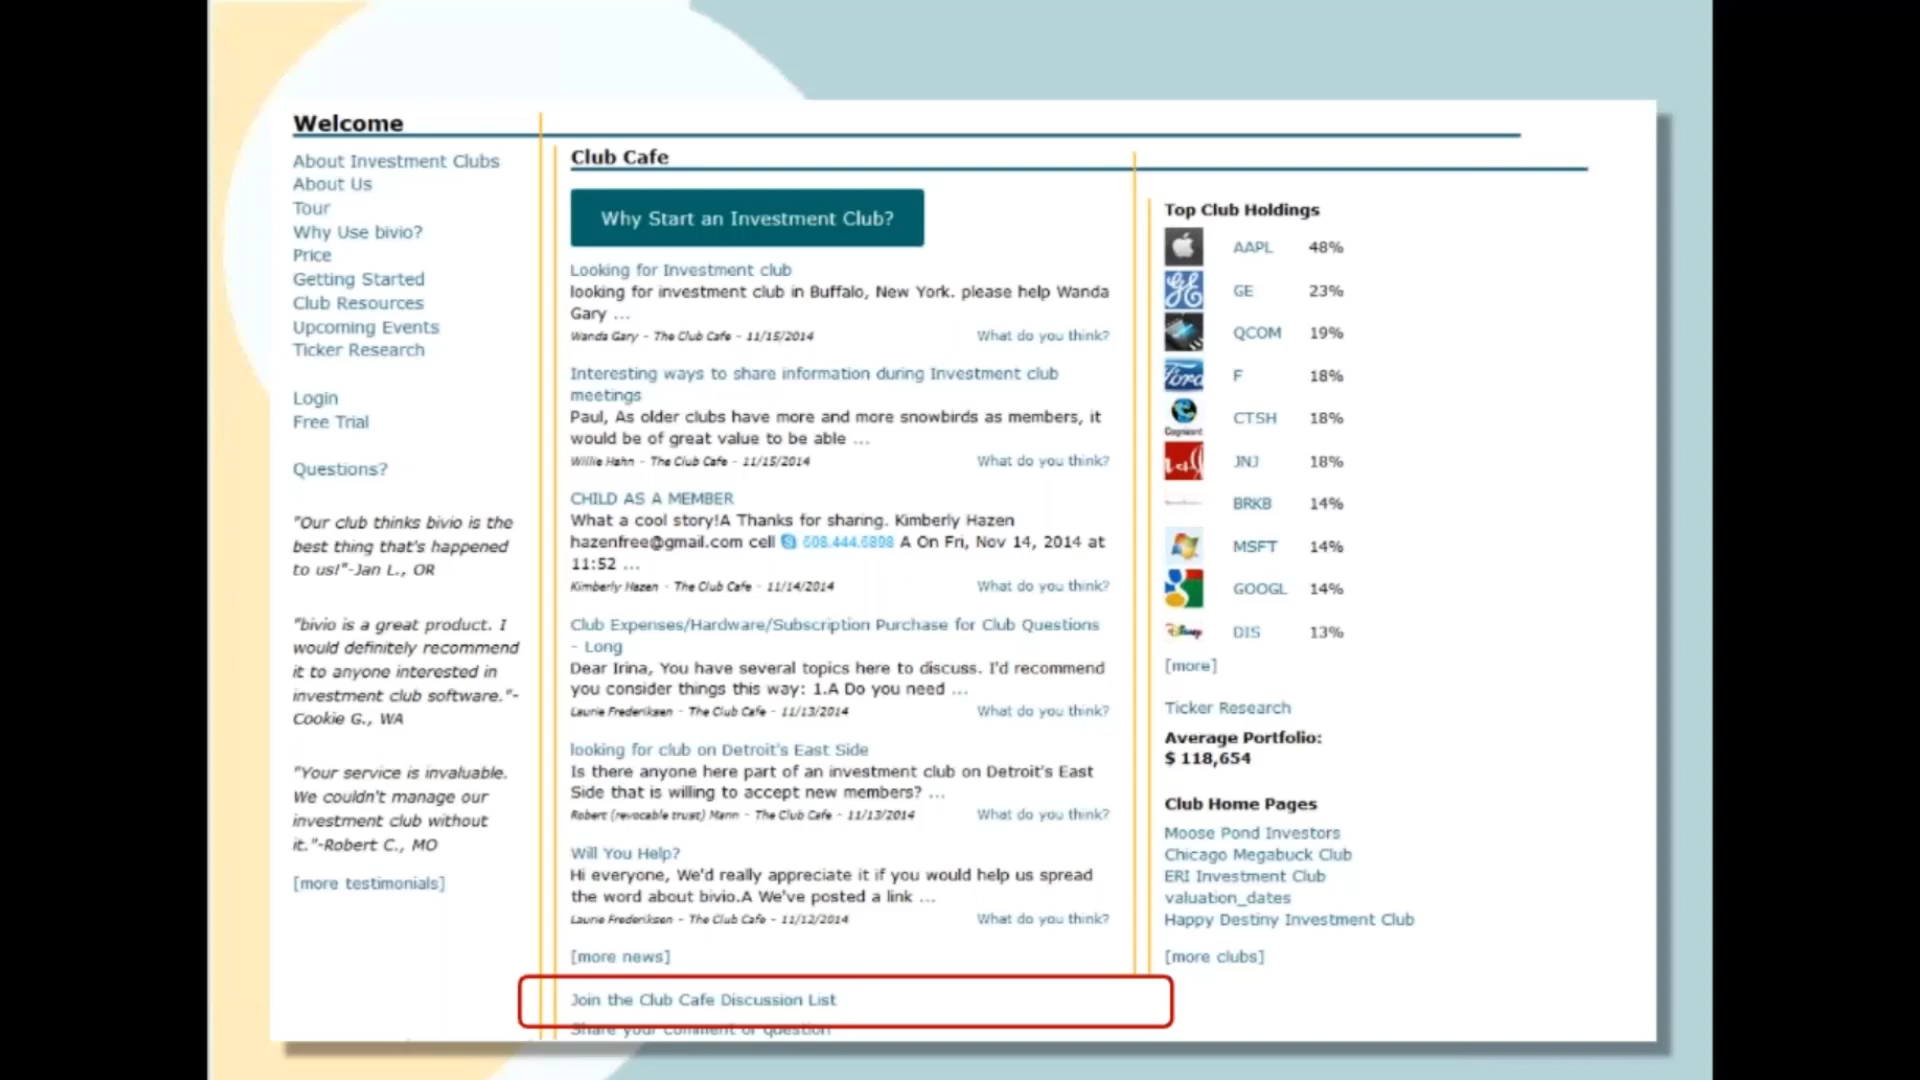 Welcome
About Investment Clubs
About Us
Tour
Why Use bivio?
Price
Getting Started
Club Resources
Upcoming Events
Ticker Research
Login
Free Trial
Questions?
"Our club thinks bivio is the
best thing that's happened
to us!"-Jan L., OR
"bivio is a great product. I
would definitely recommend
it to anyone interested in
investment club software."-
Cookie G., WA
"Your service is invaluable.
We couldn't manage our
investment club without
it."-Robert C., MO
[more testimonials]
Club Cafe
Why Start an Investment Club?
Looking for Investment club
looking for investment club in Buffalo, New York. please help Wanda
Gary ...
Wanda Gary - The Club Cafe - 11/15/2014 What do you think?
Interesting ways to share information during Investment club
meetings
Paul, As older clubs have more and more snowbirds as members, it
would be of great value to be able ...
Willie Hahn - The Club Cafe - 11/15/2014 What do you think?
CHILD AS A MEMBER
What a cool story!A Thanks for sharing. Kimberly Hazen
hazenfree@gmail.com cell 608.444.6898 A On Fri, Nov 14, 2014 at
11:52 ...
Kimberly Hazen - The Club Cafe - 11/14/2014 What do you think?
Club Expenses/Hardware/Subscription Purchase for Club Questions
- Long
Dear Irina, You have several topics here to discuss. I'd recommend
you consider things this way: 1.A Do you need ...
Laurie Frederiksen - The Club Cafe - 11/13/2014 What do you think?
looking for club on Detroit's East Side
Is there anyone here part of an investment club on Detroit's East
Side that is willing to accept new members? ...
Robert (revocable trust) Mann - The Club Cafe - 11/13/2014 What do you think?
Will You Help?
Hi everyone, We'd really appreciate it if you would help us spread
the word about bivio.A We've posted a link ...
Laurie Frederiksen - The Club Cafe - 11/12/2014 What do you think?
[more news]
Join the Club Cafe Discussion List
Share your comment or question
Top Club Holdings
AAPL 48%
GE GE 23%
QCOM 19%
Ford F 18%
Cognizant CTSH 18%
JNJ 18%
BRKB 14%
MSFT 14%
GOOGL 14%
Disney DIS 13%
[more]
Ticker Research
Average Portfolio:
$ 118,654
Club Home Pages
Moose Pond Investors
Chicago Megabuck Club
ERI Investment Club
valuation_dates
Happy Destiny Investment Club
[more clubs]